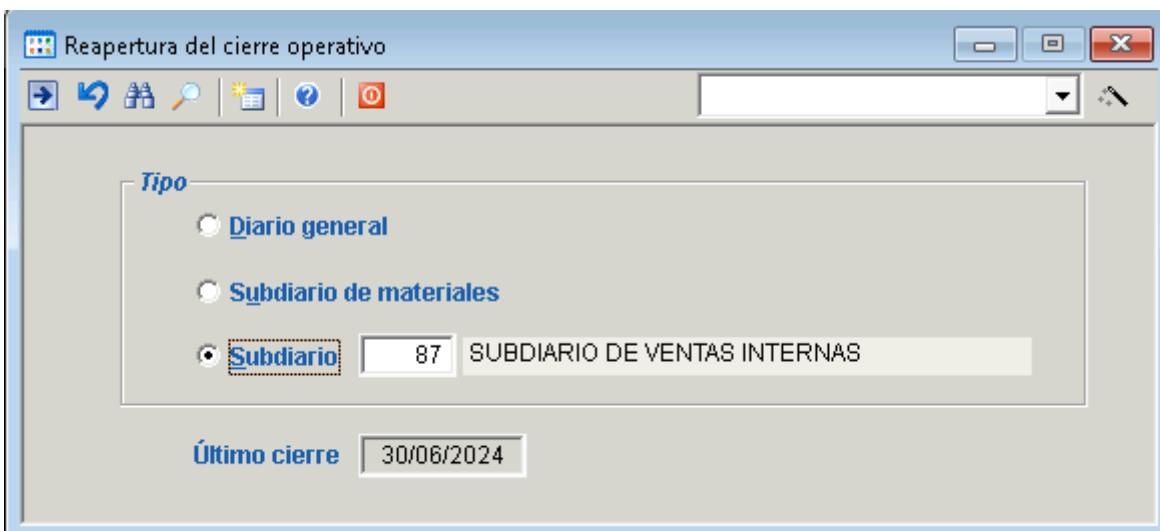 Reapertura del cierre operativo
Tipo
Diario general
Subdiario de materiales
Subdiario 87 SUBDIARIO DE VENTAS INTERNAS
Último cierre 30/06/2024